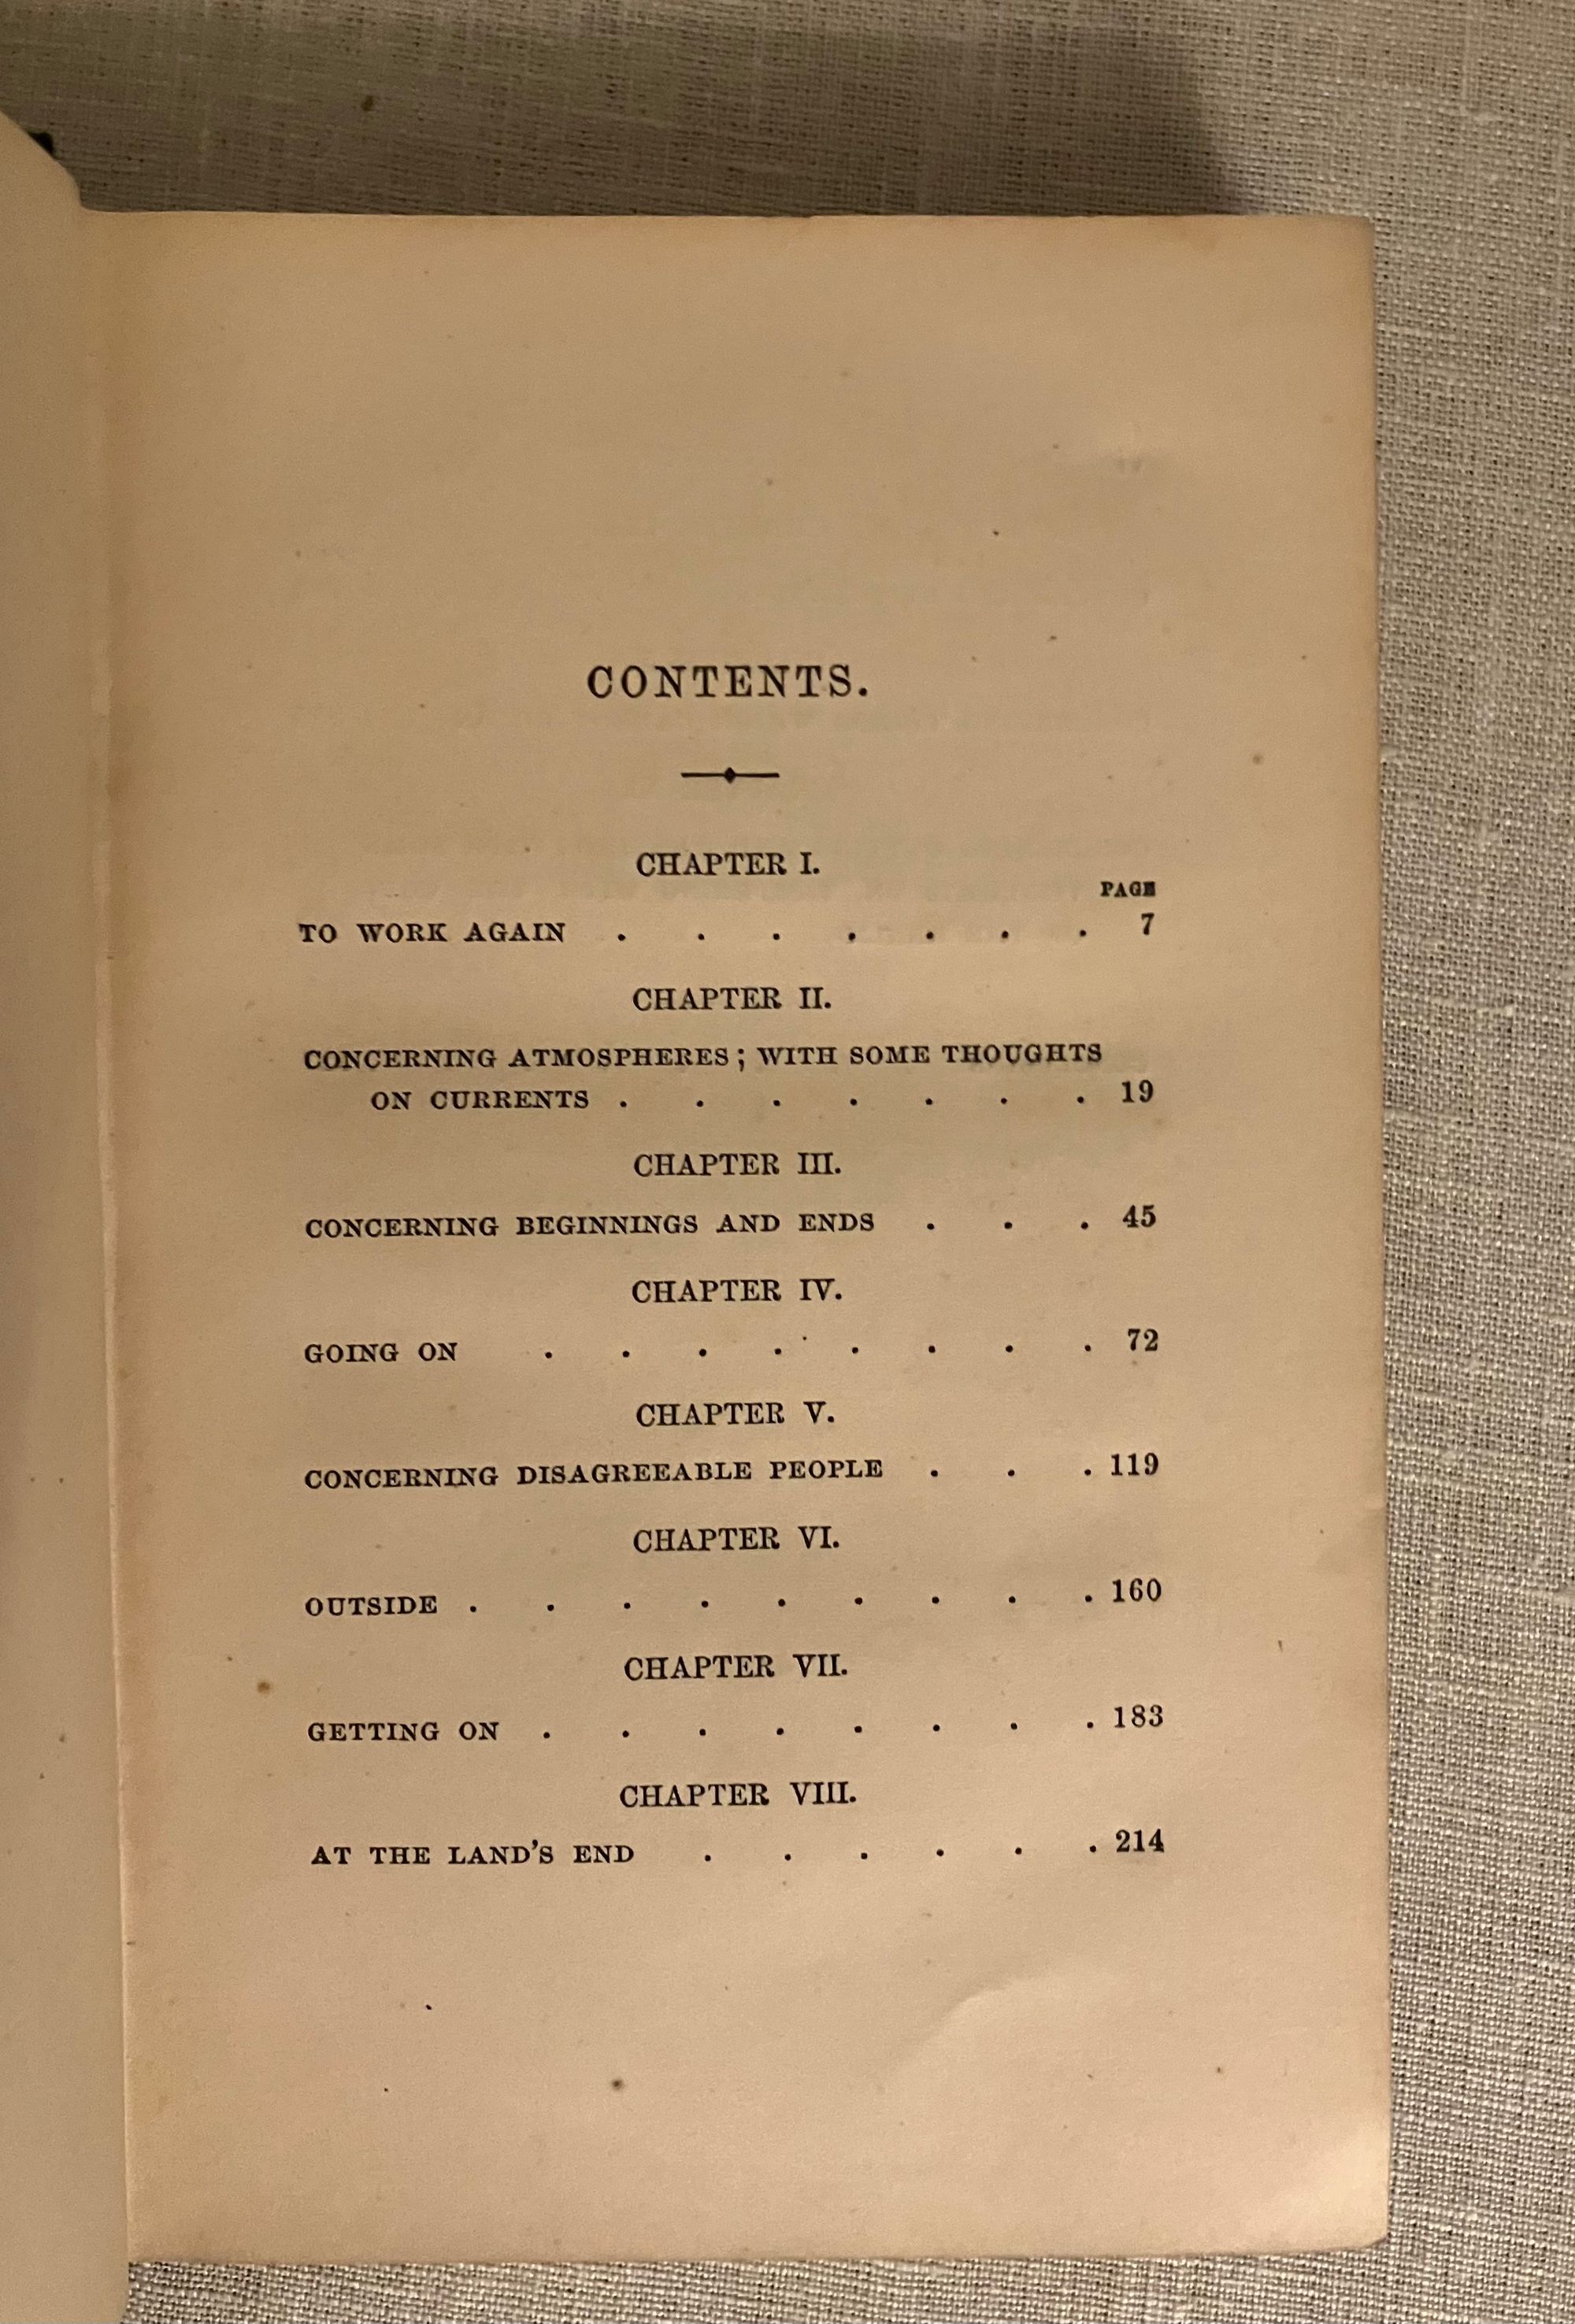 CONTENTS.
CHAPTER I.
PAGE
TO WORK AGAIN . . . . . . . 7
CHAPTER II.
CONCERNING ATMOSPHERES; WITH SOME THOUGHTS
ON CURRENTS . . . . . . . 19
CHAPTER III.
CONCERNING BEGINNINGS AND ENDS . . . 45
CHAPTER IV.
GOING ON . . . . . . . . 72
CHAPTER V.
CONCERNING DISAGREEABLE PEOPLE . . . 119
CHAPTER VI.
OUTSIDE . . . . . . . . . 160
CHAPTER VII.
GETTING ON . . . . . . . . 183
CHAPTER VIII.
AT THE LAND'S END . . . . . . 214